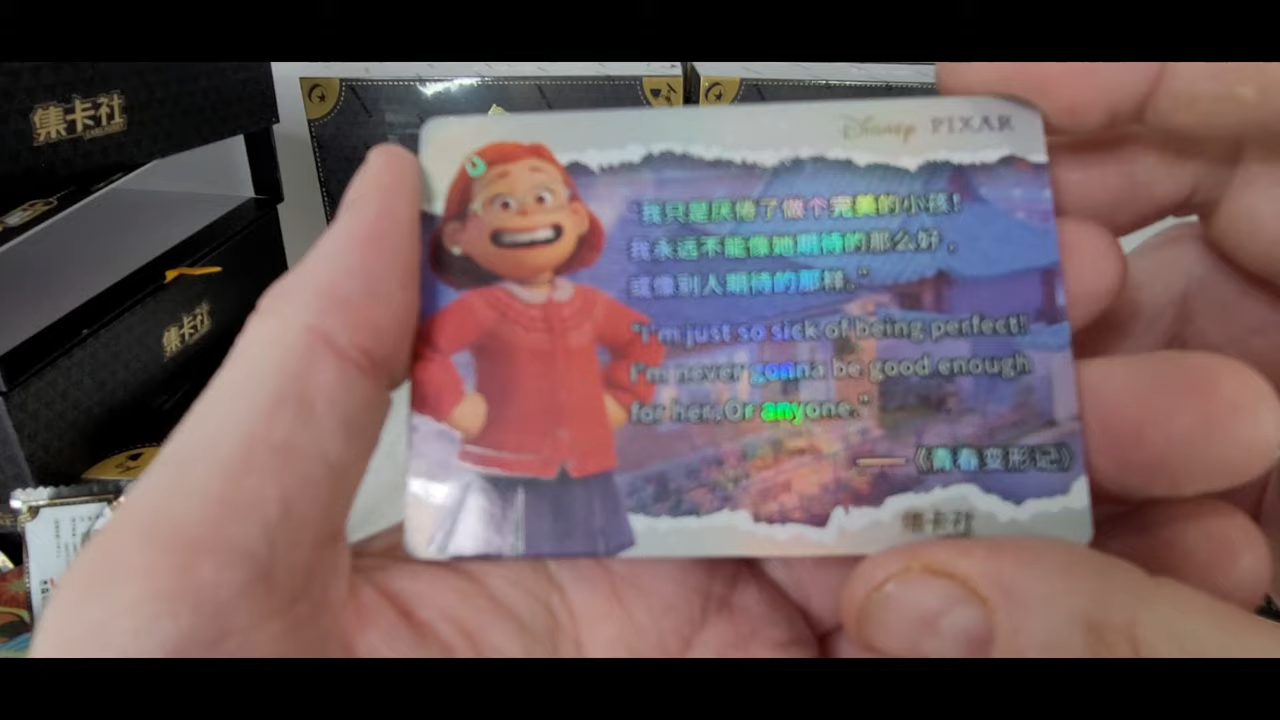 集卡社
集卡社
Disney PIXAR
"我只是厌倦了做个完美的小孩!
我永远不能像她期待的那么好,
或像别人期待的那样."
"I'm just so sick of being perfect!
I'm never gonna be good enough
for her..Or anyone."
——《青春变形记》
集卡社